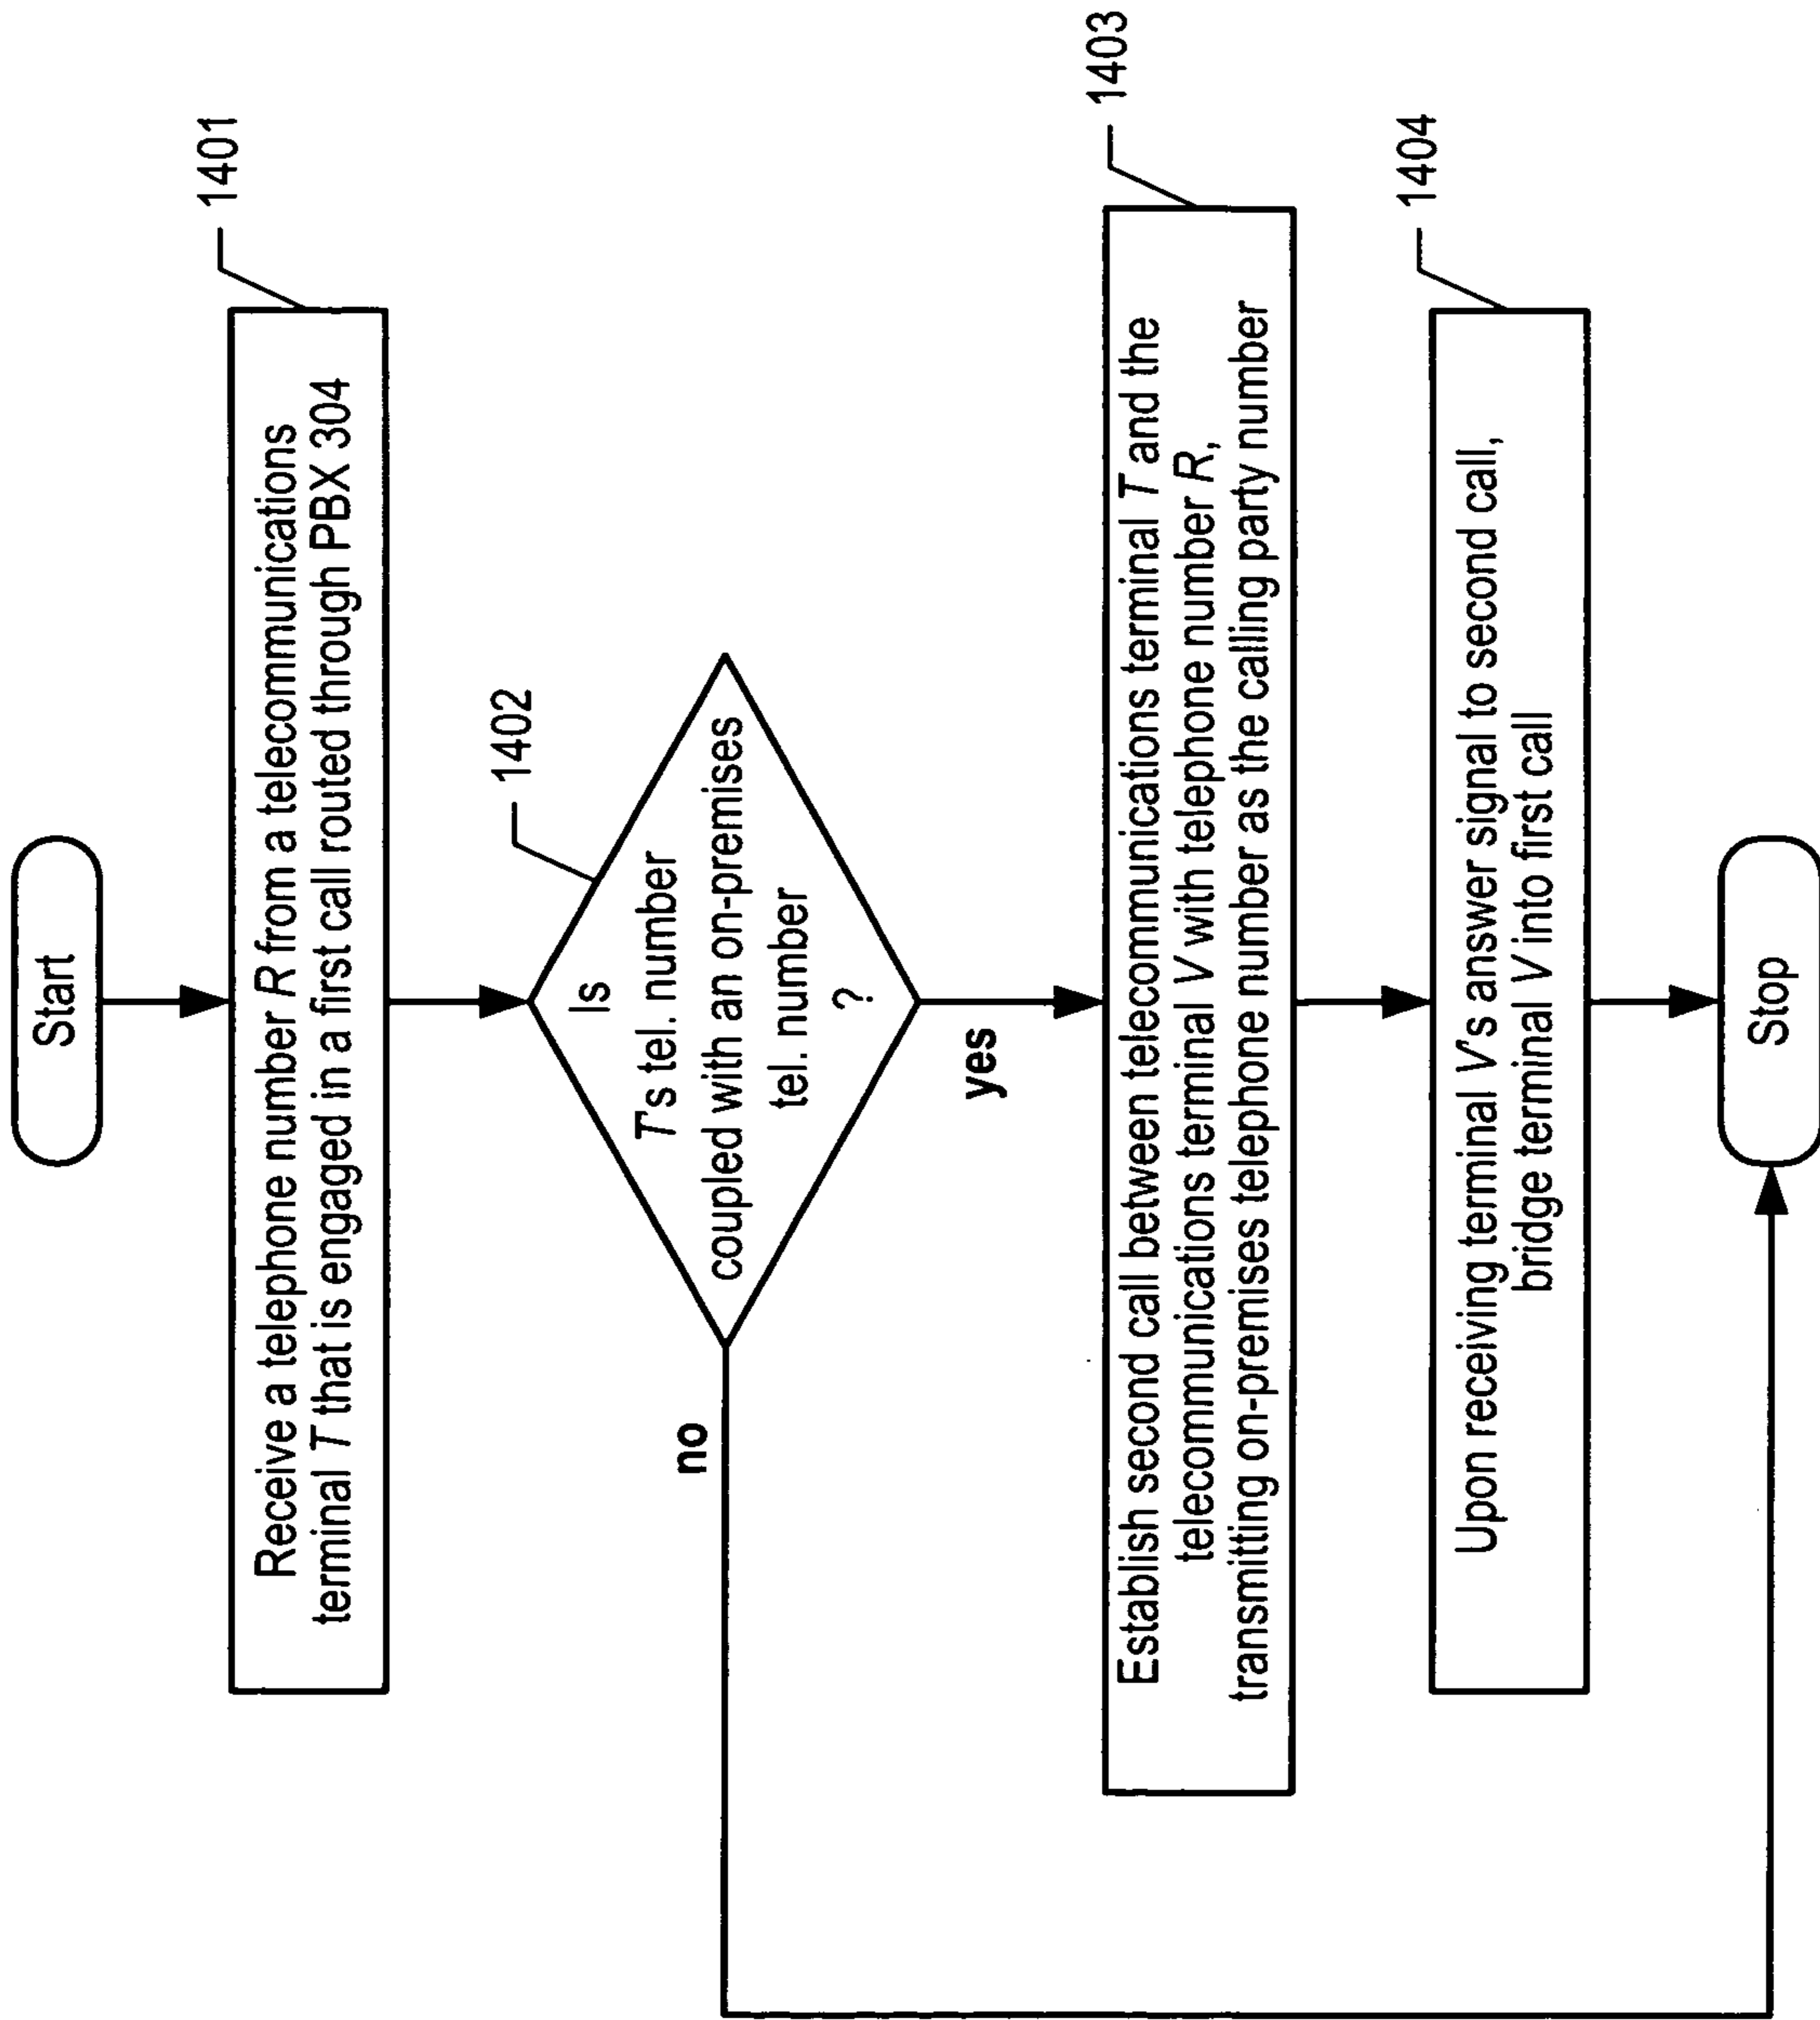 Start
1401
Receive a telephone number R from a telecommunications
terminal T that is engaged in a first call routed through PBX 304
1402
Is
T's tel. number
coupled with an on-premises
tel. number
?
no
yes
1403
Establish second call between telecommunications terminal T and the
telecommunications terminal V with telephone number R,
transmitting on-premises telephone number as the calling party number
1404
Upon receiving terminal V's answer signal to second call,
bridge terminal V into first call
Stop